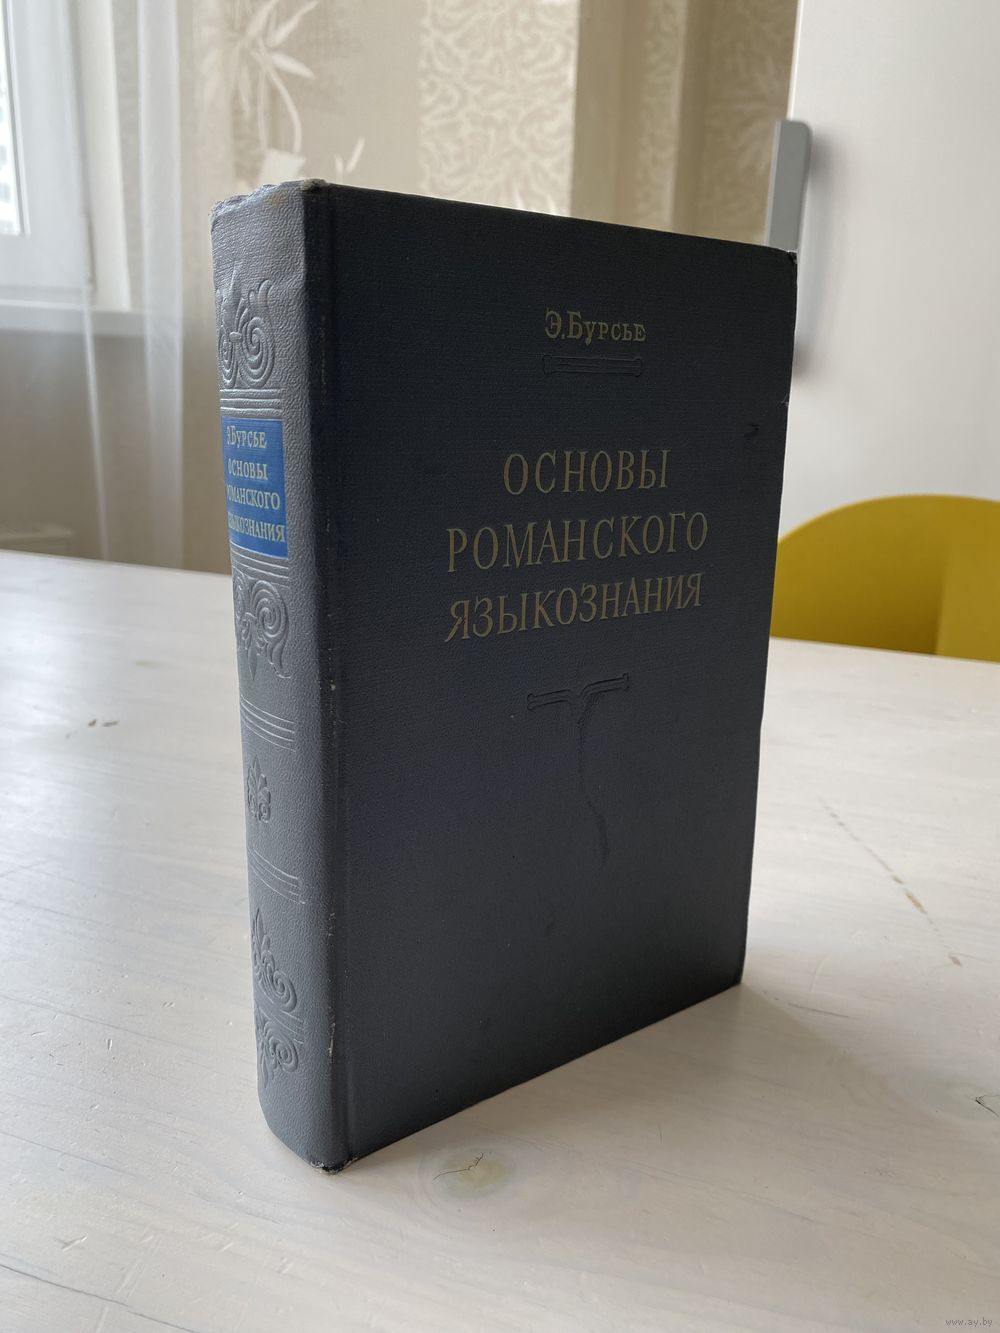 Э.Бурсье
ОСНОВЫ
РОМАНСКОГО
ЯЗЫКОЗНАНИЯ
Э.Бурсье
ОСНОВЫ
РОМАНСКОГО
ЯЗЫКОЗНАНИЯ
www.ay.by